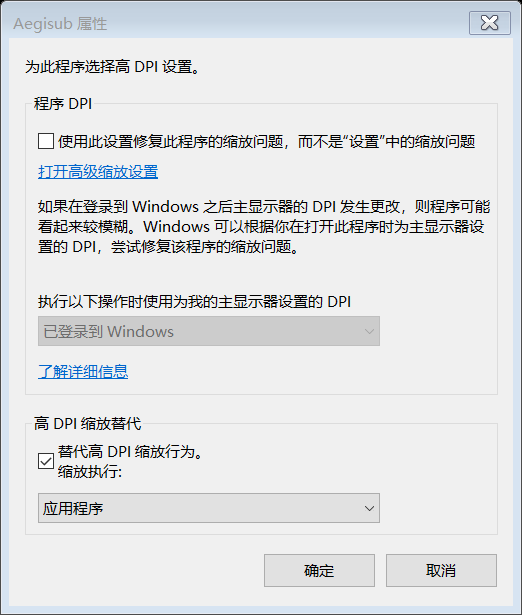 Aegisub 属性
为此程序选择高 DPI 设置。
程序 DPI
使用此设置修复此程序的缩放问题，而不是“设置”中的缩放问题
打开高级缩放设置
如果在登录到 Windows 之后主显示器的 DPI 发生更改，则程序可能
看起来较模糊。Windows 可以根据你在打开此程序时为主显示器设
置的 DPI，尝试修复该程序的缩放问题。
执行以下操作时使用为我的主显示器设置的 DPI
已登录到 Windows
了解详细信息
高 DPI 缩放替代
替代高 DPI 缩放行为。
缩放执行:
应用程序
确定
取消